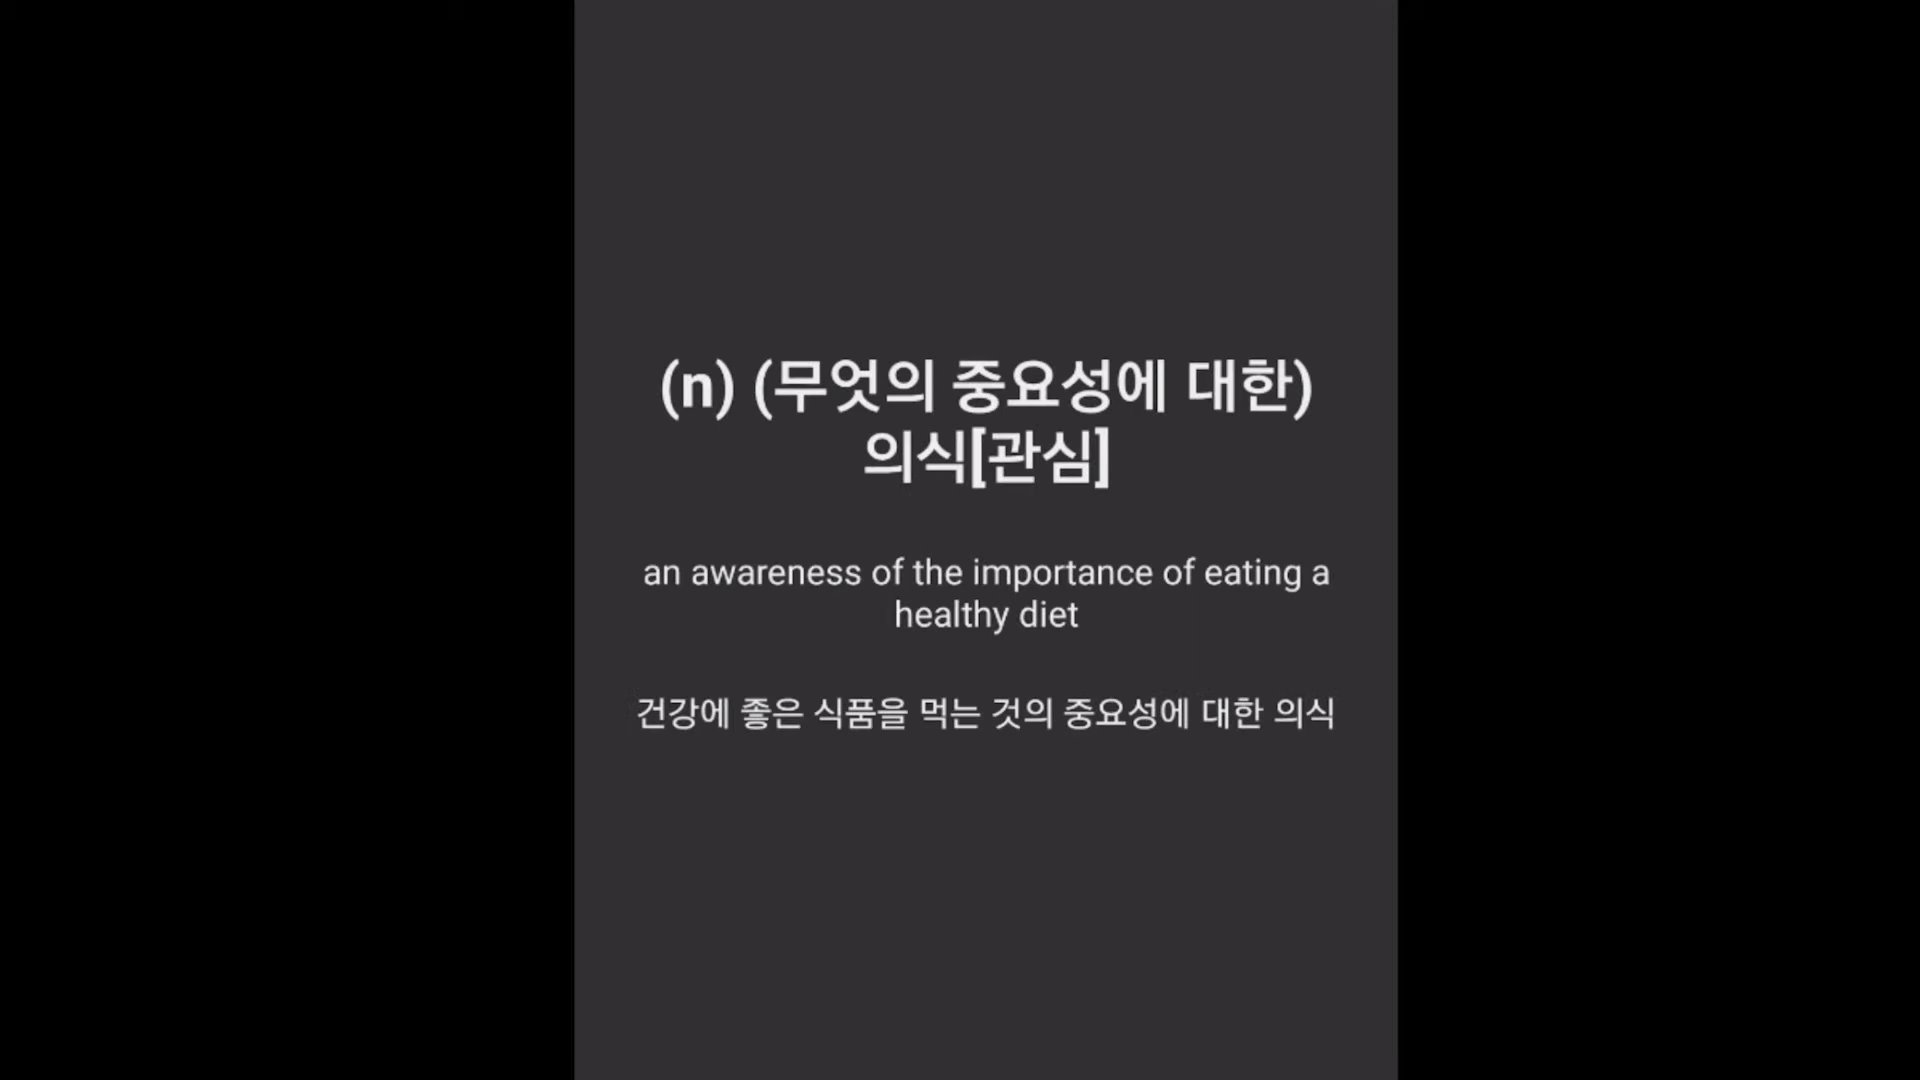 (n) (무엇의 중요성에 대한)
의식[관심]
an awareness of the importance of eating a
healthy diet
건강에 좋은 식품을 먹는 것의 중요성에 대한 의식